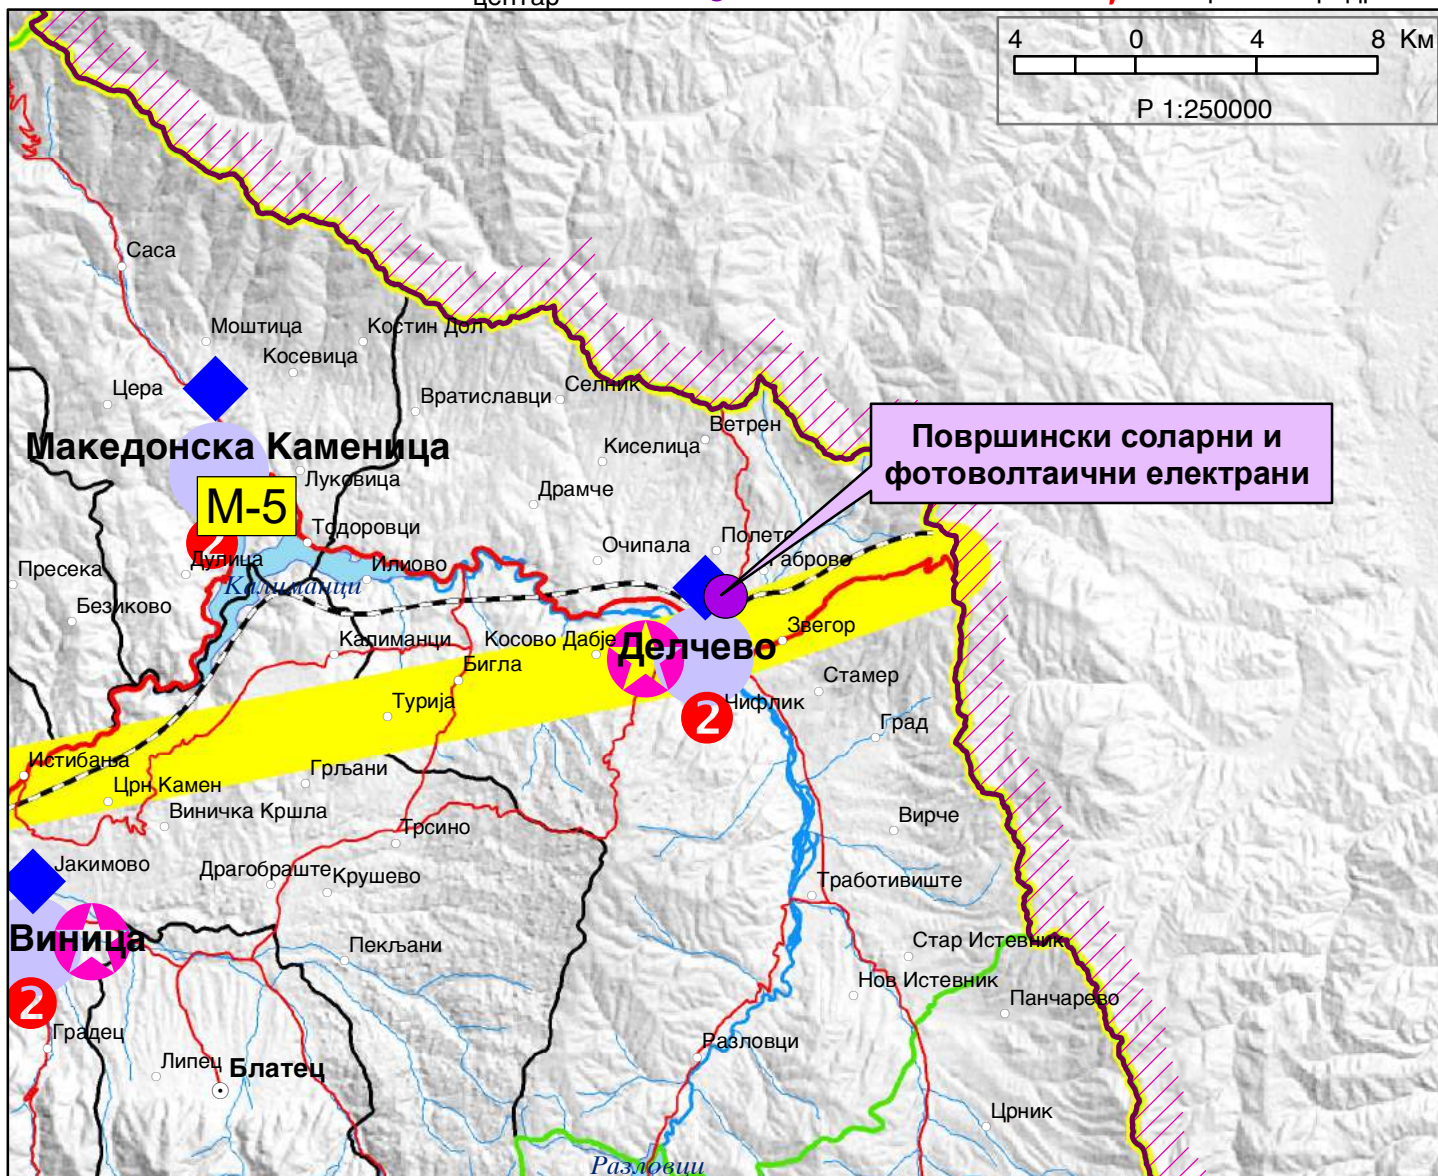 центар
4 0 4 8 Км
Р 1:250000
Саса
Моштица
Костин Дол
Косевица
Цера
Вратиславци
Селник
Ветрен
Површински соларни и
фотоволтаични електрани
Македонска Каменица
Киселица
Луковица
М-5
Драмче
Тодоровци
Полето
2
Дулица
Очипала
Габрово
Пресека
Илиово
Калиманци
Безиково
Калиманци
Косово Дабје
Делчево
Звегор
Бигла
Стамер
Турија
Чифлик
2
Град
Истибања
Грљани
Црн Камен
Виничка Кршла
Трсино
Вирче
Јакимово
Драгобраште
Крушево
Тработивиште
Виница
Пекљани
Стар Истевник
Нов Истевник
2
Панчарево
Градец
Разловци
Липец
Блатец
Црник
Разловци